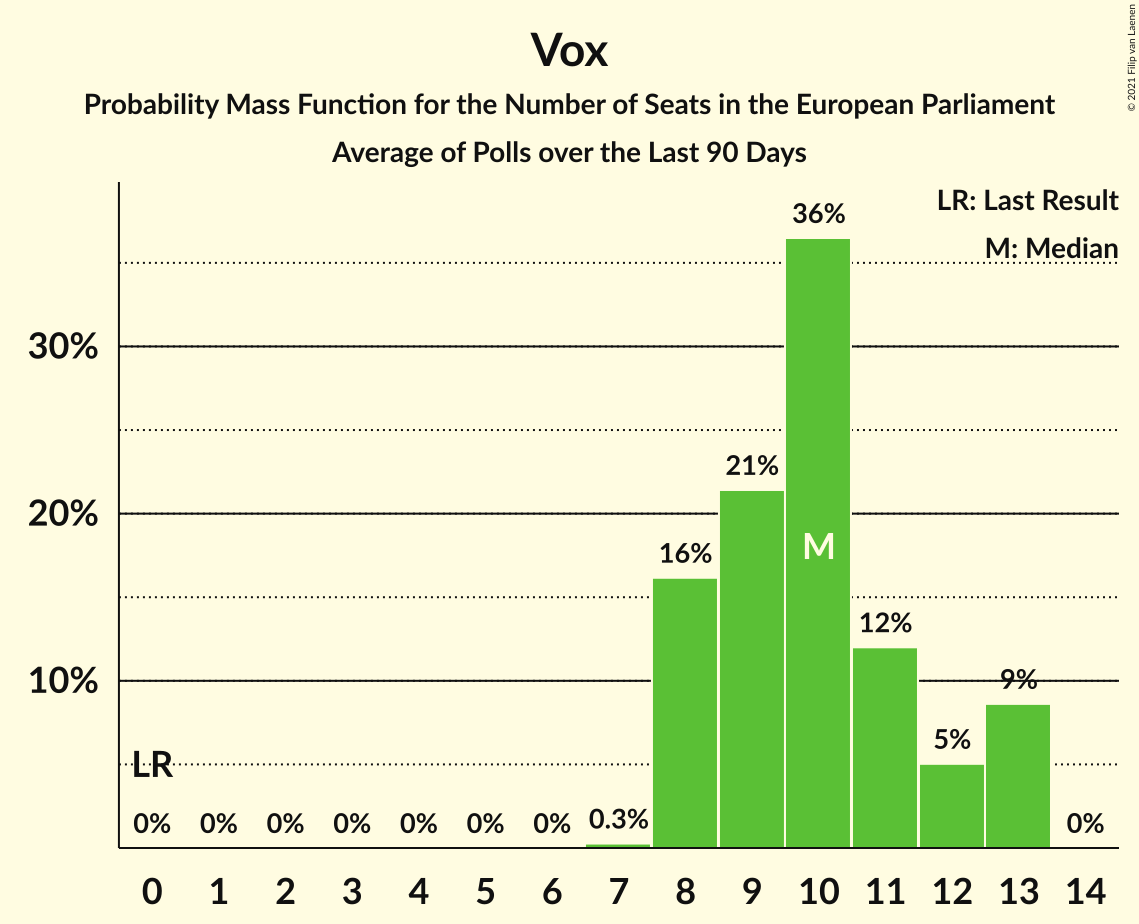 Vox
Probability Mass Function for the Number of Seats in the European Parliament
Average of Polls over the Last 90 Days
© 2021 Filip van Laenen
LR: Last Result
M: Median
36%
30%
21%
20%
16%
M
12%
10%
9%
5%
LR
0% 0% 0% 0% 0% 0% 0% 0.3% 0%
0 1 2 3 4 5 6 7 8 9 10 11 12 13 14